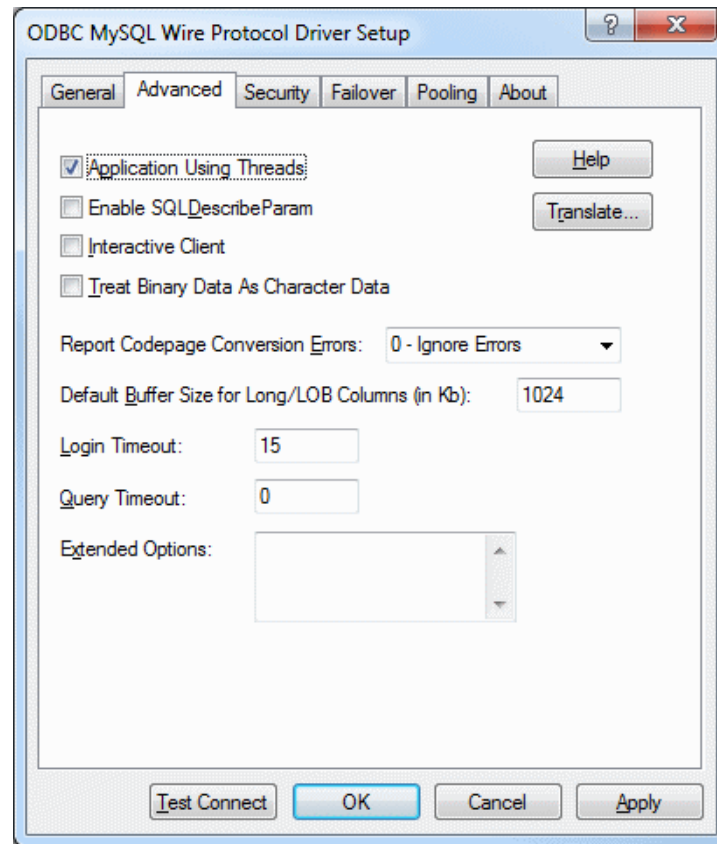 ODBC MySQL Wire Protocol Driver Setup
?
X
General Advanced Security Failover Pooling About
Application Using Threads
Help
Enable SQLDescribeParam
Translate...
Interactive Client
Treat Binary Data As Character Data
Report Codepage Conversion Errors: 0 - Ignore Errors
Default Buffer Size for Long/LOB Columns (in Kb): 1024
Login Timeout: 15
Query Timeout: 0
Extended Options:
Test Connect OK Cancel Apply